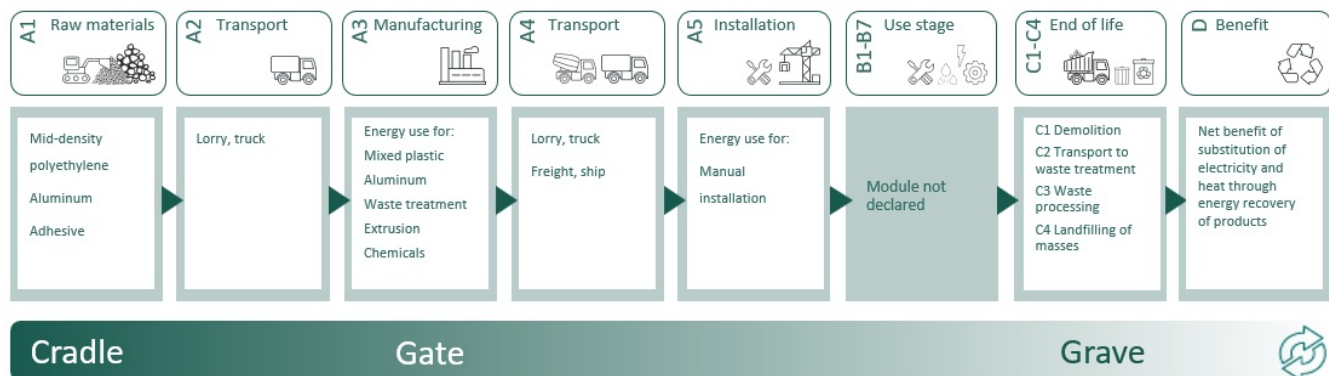 A1 Raw materials
A2 Transport
A3 Manufacturing
A4 Transport
A5 Installation
B1-B7 Use stage
C1-C4 End of life
D Benefit
Mid-density
polyethylene
Aluminum
Adhesive
Lorry, truck
Energy use for:
Mixed plastic
Aluminum
Waste treatment
Extrusion
Chemicals
Lorry, truck
Freight, ship
Energy use for:
Manual
installation
Module not
declared
C1 Demolition
C2 Transport to
waste treatment
C3 Waste
processing
C4 Landfilling of
masses
Net benefit of
substitution of
electricity and
heat through
energy recovery
of products
Cradle
Gate
Grave